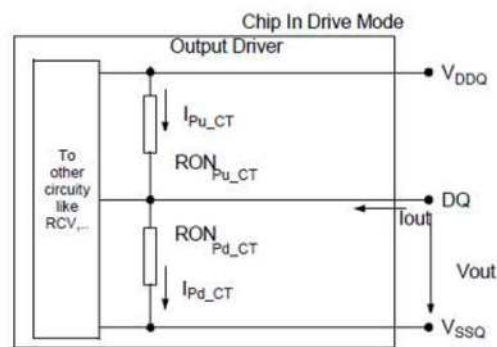 Chip In Drive Mode
Output Driver
VDDQ
IPu_CT
RONPu_CT
To
other
circuity
like
RCV,...
DQ
Iout
RONPd_CT
Vout
IPd_CT
VSSQ